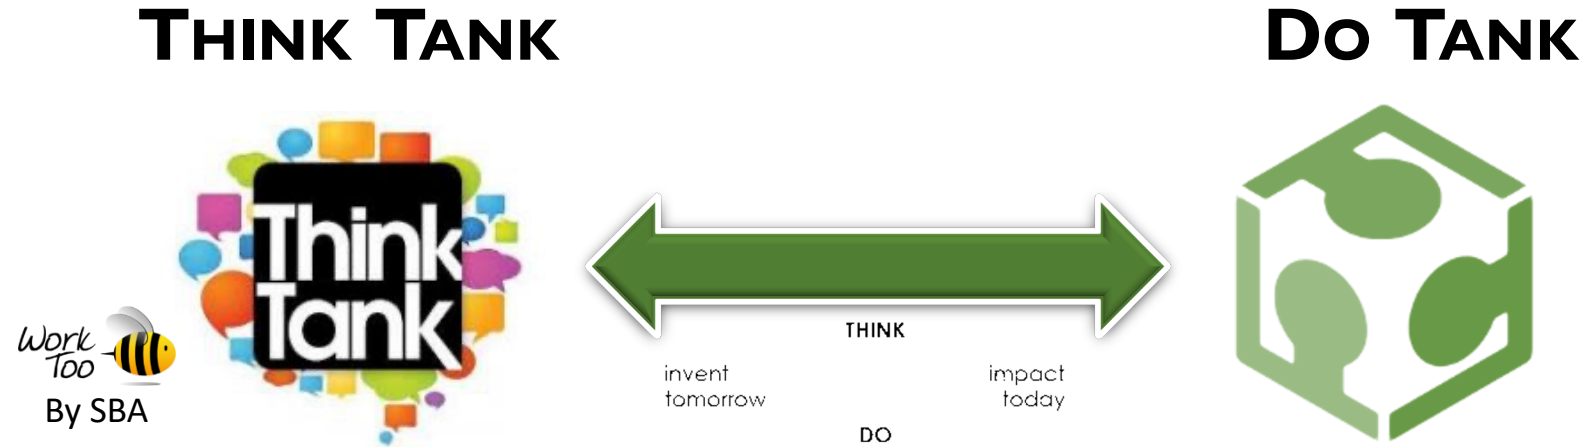 THINK TANK
DO TANK
Think
Tank
Work
Too
By SBA
THINK
invent
tomorrow
impact
today
DO